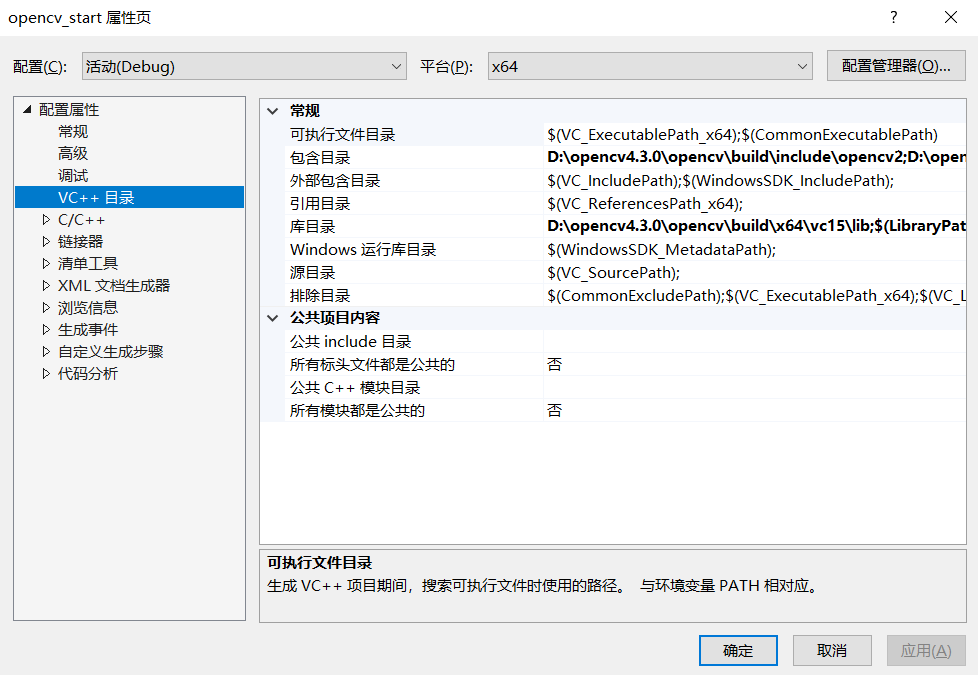 opencv_start 属性页
配置(C): 活动(Debug) 平台(P): x64 配置管理器(O)...
配置属性
常规
高级
调试
VC++ 目录
C/C++
链接器
清单工具
XML 文档生成器
浏览信息
生成事件
自定义生成步骤
代码分析
常规
可执行文件目录 $(VC_ExecutablePath_x64);$(CommonExecutablePath)
包含目录 D:\opencv4.3.0\opencv\build\include\opencv2;D:\open
外部包含目录 $(VC_IncludePath);$(WindowsSDK_IncludePath);
引用目录 $(VC_ReferencesPath_x64);
库目录 D:\opencv4.3.0\opencv\build\x64\vc15\lib;$(LibraryPat
Windows 运行库目录 $(WindowsSDK_MetadataPath);
源目录 $(VC_SourcePath);
排除目录 $(CommonExcludePath);$(VC_ExecutablePath_x64);$(VC_L
公共项目内容
公共 include 目录
所有标头文件都是公共的 否
公共 C++ 模块目录
所有模块都是公共的 否
可执行文件目录
生成 VC++ 项目期间，搜索可执行文件时使用的路径。 与环境变量 PATH 相对应。
确定 取消 应用(A)